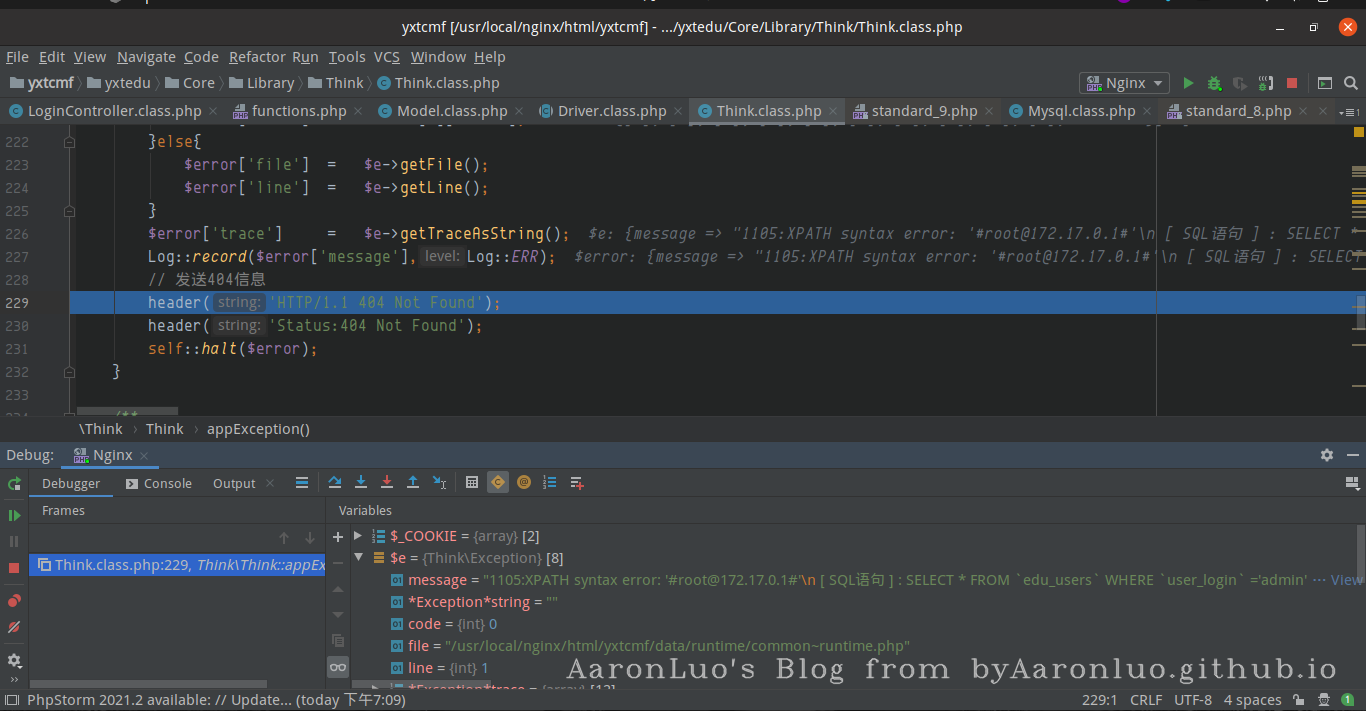 yxtcmf [/usr/local/nginx/html/yxtcmf] - .../yxtedu/Core/Library/Think/Think.class.php
File Edit View Navigate Code Refactor Run Tools VCS Window Help
yxtcmf yxtedu Core Library Think Think.class.php Nginx
LoginController.class.php functions.php Model.class.php Driver.class.php Think.class.php standard_9.php Mysql.class.php standard_8.php
222 }else{
223 $error['file'] = $e->getFile();
224 $error['line'] = $e->getLine();
225 }
226 $error['trace'] = $e->getTraceAsString(); $e: {message => "1105:XPATH syntax error: '#root@172.17.0.1#'\n [ SQL语句 ] : SELECT *
227 Log::record($error['message'], level: Log::ERR); $error: {message => "1105:XPATH syntax error: '#root@172.17.0.1#'\n [ SQL语句 ] : SELECT
228 // 发送404信息
229 header( string: 'HTTP/1.1 404 Not Found');
230 header( string: 'Status:404 Not Found');
231 self::halt($error);
232 }
233
234 /**
\Think › Think › appException()
Debug: Nginx
Debugger Console Output
Frames Variables
$_COOKIE = {array} [2]
$e = {Think\Exception} [8]
Think.class.php:229, Think\Think::appEx
message = "1105:XPATH syntax error: '#root@172.17.0.1#'\n [ SQL语句 ] : SELECT * FROM `edu_users` WHERE `user_login` ='admin' ... View
*Exception*string = ""
code = {int} 0
file = "/usr/local/nginx/html/yxtcmf/data/runtime/common~runtime.php"
line = {int} 1
AaronLuo's Blog from byAaronluo.github.io
*Exception*trace = {array} [12]
PhpStorm 2021.2 available: // Update... (today 下午7:09) 229:1 CRLF UTF-8 4 spaces 1